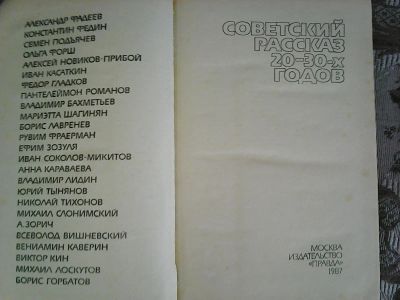 АЛЕКСАНДР ФАДЕЕВ
КОНСТАНТИН ФЕДИН
СЕМЕН ПОДЪЯЧЕВ
ОЛЬГА ФОРШ
АЛЕКСЕЙ НОВИКОВ-ПРИБОЙ
ИВАН КАСАТКИН
ФЕДОР ГЛАДКОВ
ПАНТЕЛЕЙМОН РОМАНОВ
ВЛАДИМИР БАХМЕТЬЕВ
МАРИЭТТА ШАГИНЯН
БОРИС ЛАВРЕНЕВ
РУВИМ ФРАЕРМАН
ЕФИМ ЗОЗУЛЯ
ИВАН СОКОЛОВ-МИКИТОВ
АННА КАРАВАЕВА
ВЛАДИМИР ЛИДИН
ЮРИЙ ТЫНЯНОВ
НИКОЛАЙ ТИХОНОВ
МИХАИЛ СЛОНИМСКИЙ
А. ЗОРИЧ
ВСЕВОЛОД ВИШНЕВСКИЙ
ВЕНИАМИН КАВЕРИН
ВИКТОР КИН
МИХАИЛ ЛОСКУТОВ
БОРИС ГОРБАТОВ
СОВЕТСКИЙ
РАССКАЗ
20-30-х
ГОДОВ
МОСКВА
ИЗДАТЕЛЬСТВО
«ПРАВДА»
1987